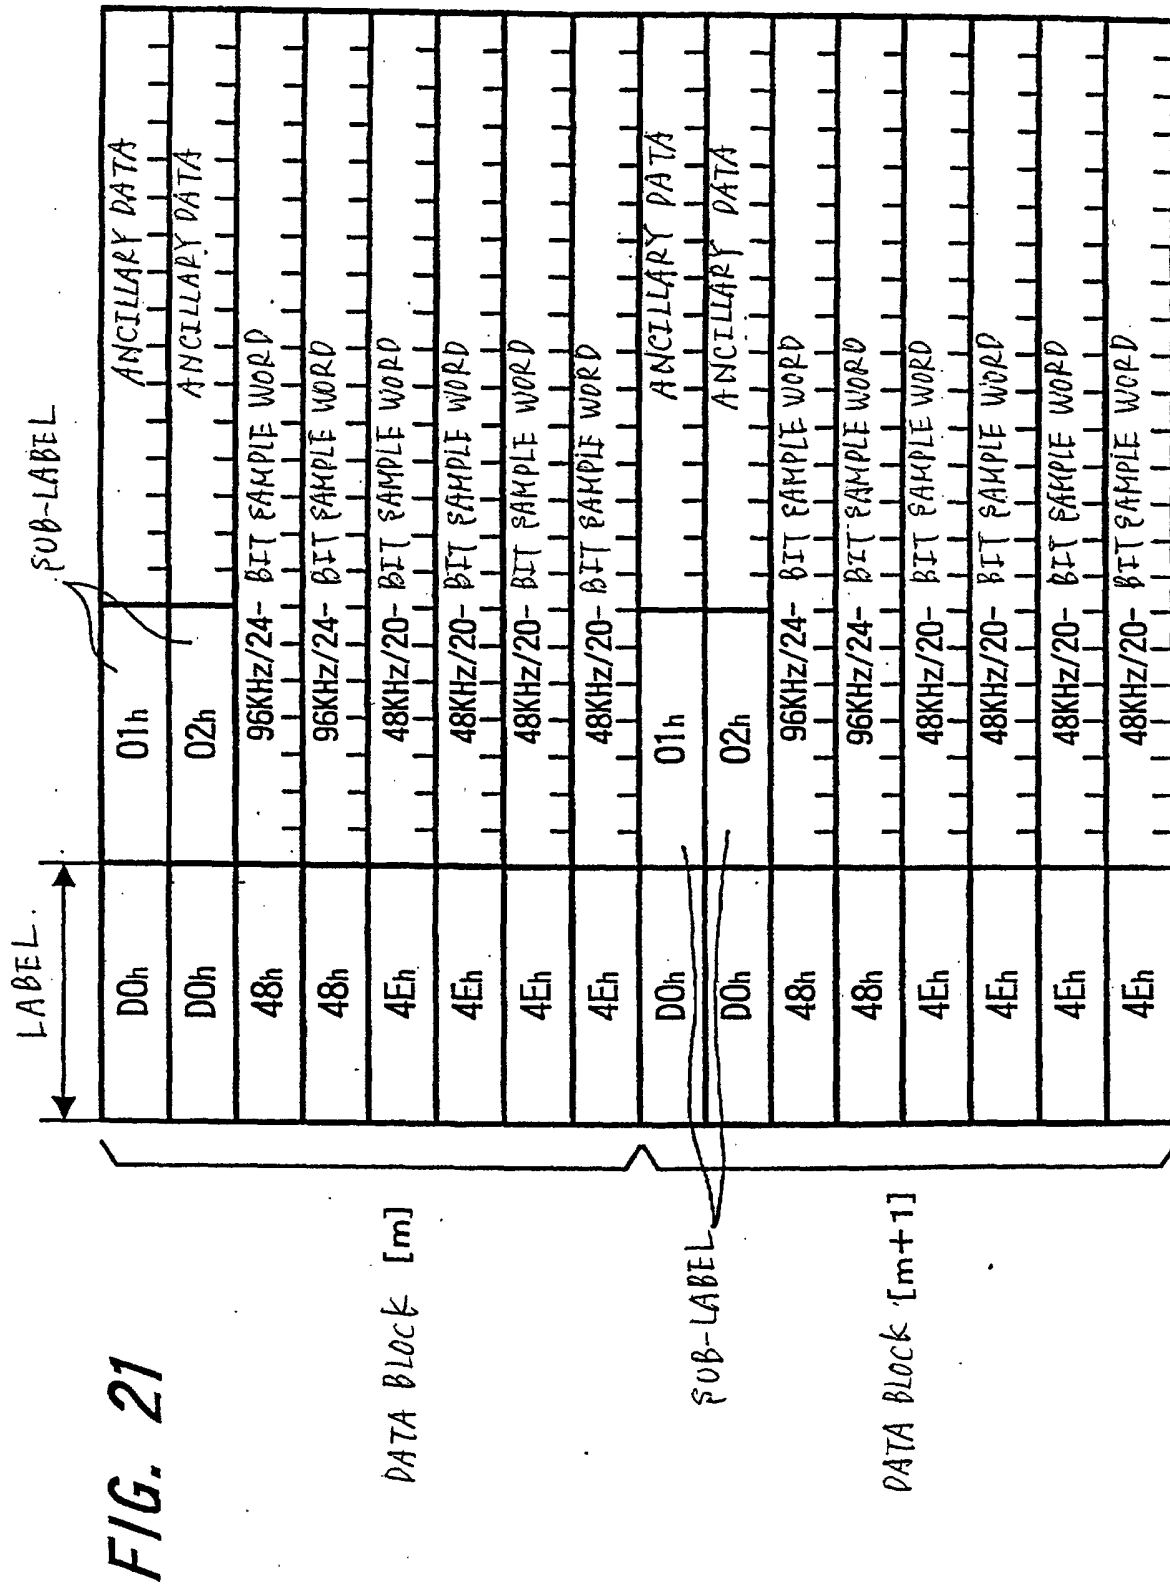 FIG. 21
LABEL.
SUB-LABEL
DATA BLOCK [m]
D0h 01h ANCILLARY DATA
D0h 02h ANCILLARY DATA
48h 96KHz/24- BIT SAMPLE WORD
48h 96KHz/24- BIT SAMPLE WORD
4Eh 48KHz/20- BIT SAMPLE WORD
4Eh 48KHz/20- BIT SAMPLE WORD
4Eh 48KHz/20- BIT SAMPLE WORD
4Eh 48KHz/20- BIT SAMPLE WORD
SUB-LABEL
DATA BLOCK [m+1]
D0h 01h ANCILLARY DATA
D0h 02h ANCILLARY DATA
48h 96KHz/24- BIT SAMPLE WORD
48h 96KHz/24- BIT SAMPLE WORD
4Eh 48KHz/20- BIT SAMPLE WORD
4Eh 48KHz/20- BIT SAMPLE WORD
4Eh 48KHz/20- BIT SAMPLE WORD
4Eh 48KHz/20- BIT SAMPLE WORD